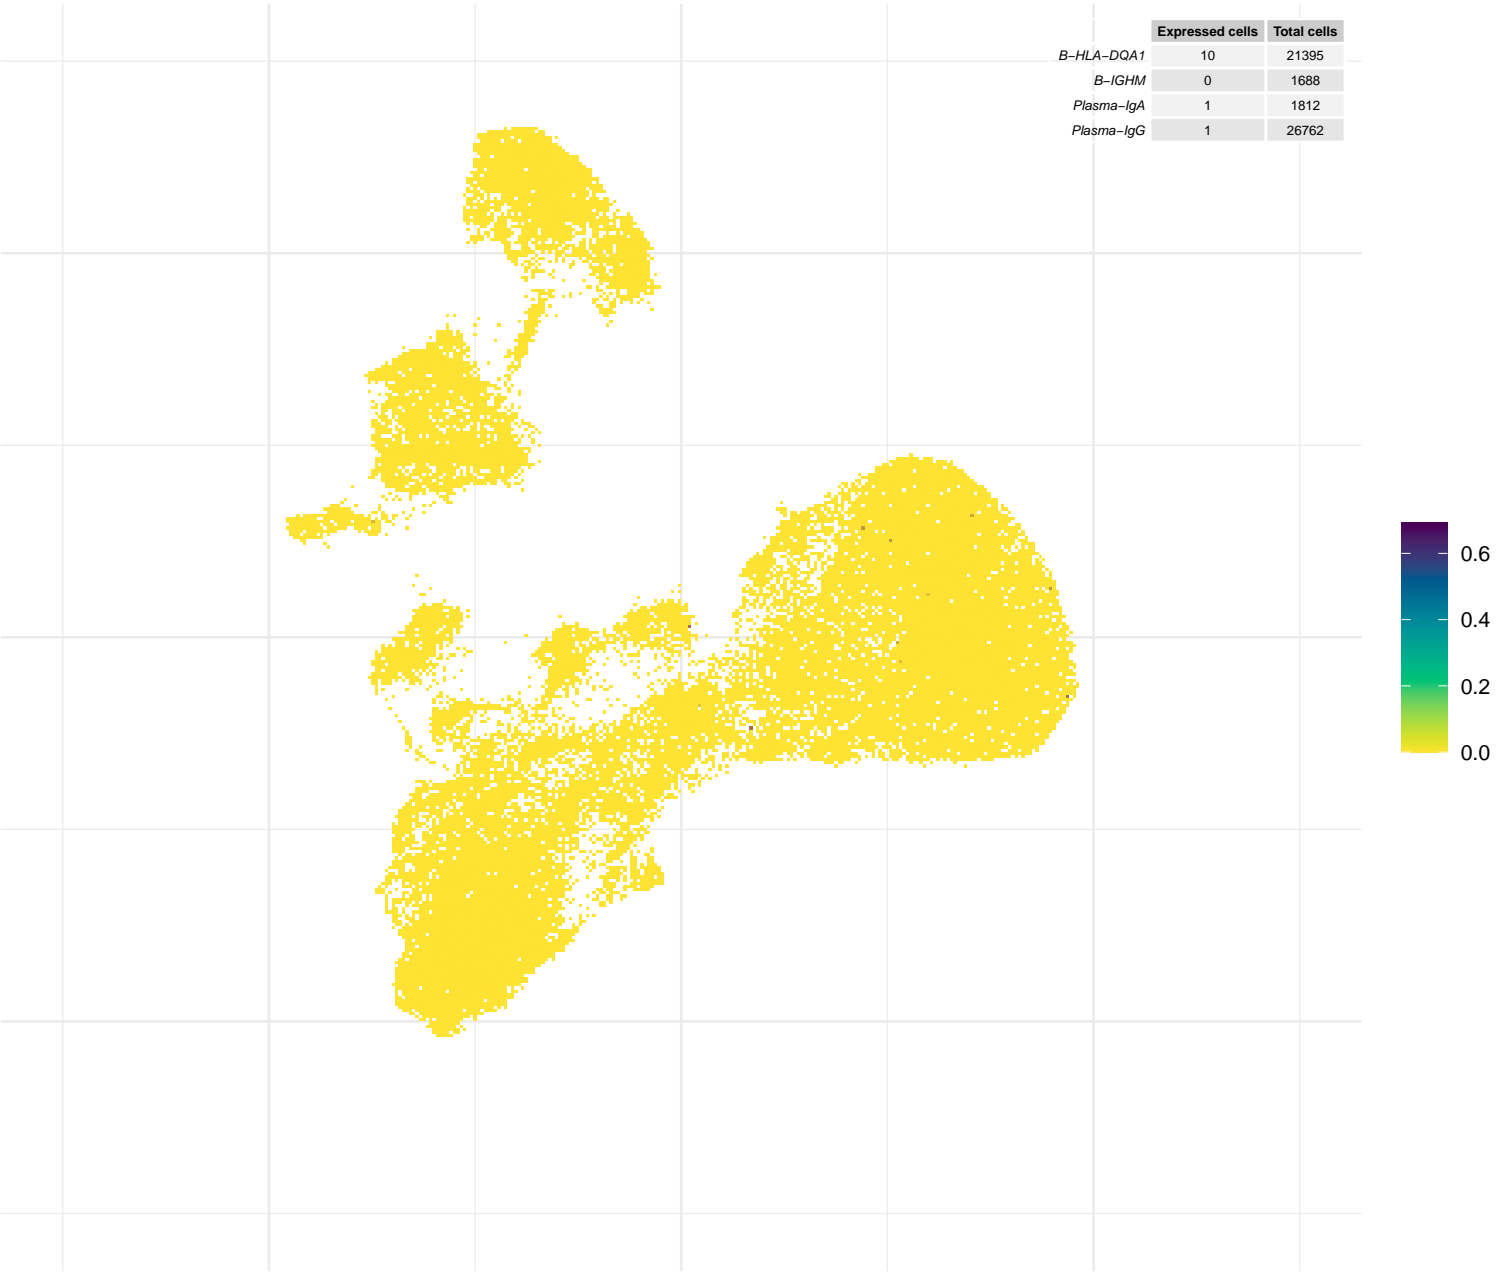 Expressed cells Total cells
B−HLA−DQA1 10 21395
B−IGHM 0 1688
Plasma−IgA 1 1812
Plasma−IgG 1 26762
0.6
0.4
0.2
0.0